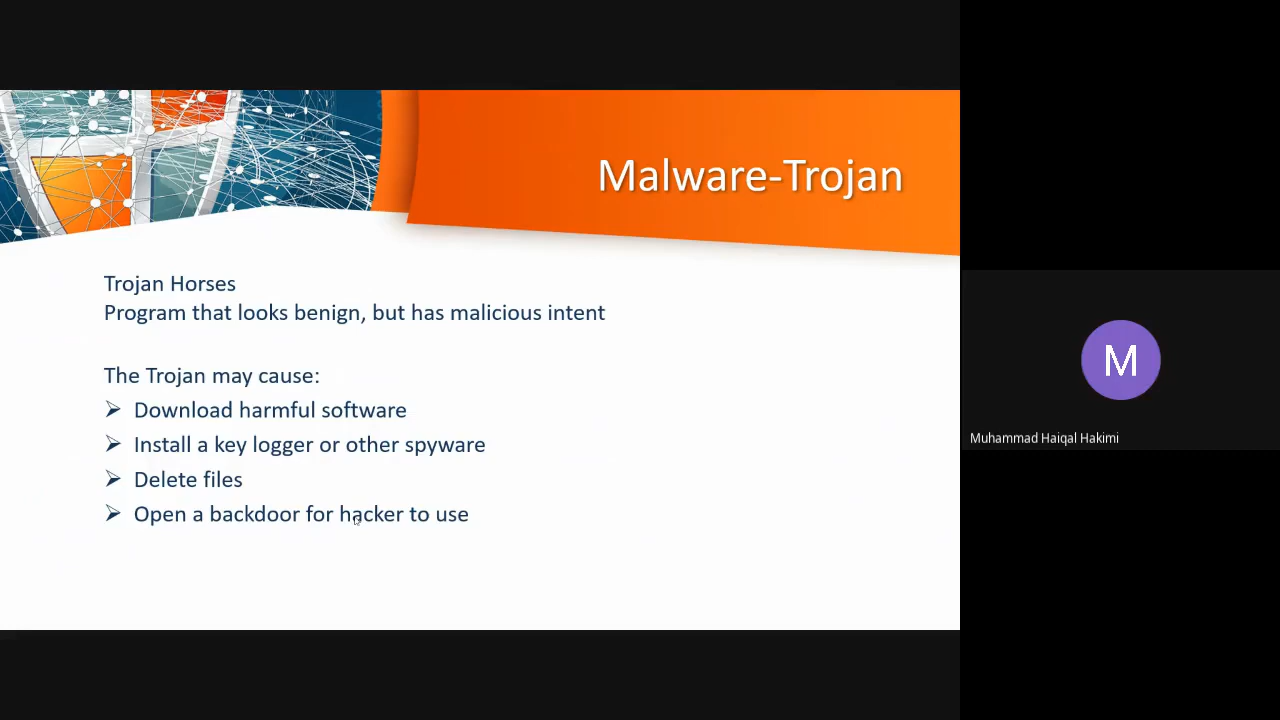 Malware-Trojan
Trojan Horses
Program that looks benign, but has malicious intent
The Trojan may cause:
Download harmful software
Install a key logger or other spyware
Delete files
Open a backdoor for hacker to use
M
Muhammad Haiqal Hakimi